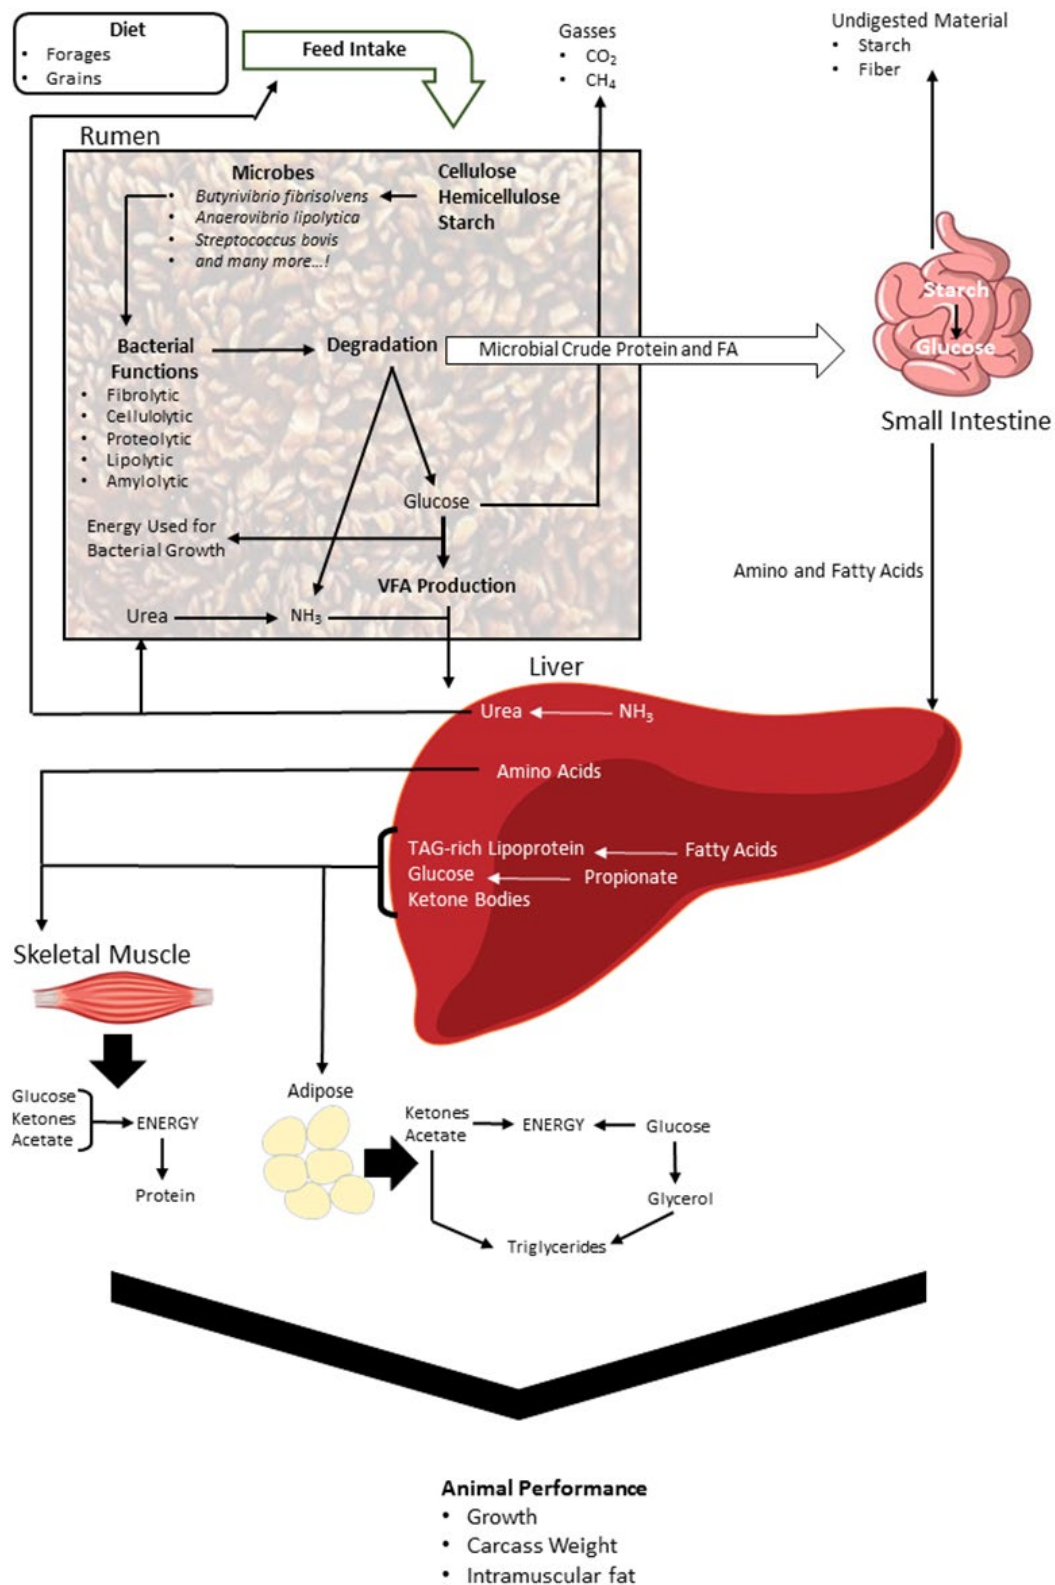 Diet
• Forages
• Grains
Feed Intake
Gasses
• CO₂
• CH₄
Undigested Material
• Starch
• Fiber
Rumen
Microbes
• Butyrivibrio fibrisolvens
• Anaerovibrio lipolytica
• Streptococcus bovis
• and many more...!
Cellulose
Hemicellulose
Starch
Bacterial
Functions
• Fibrolytic
• Cellulolytic
• Proteolytic
• Lipolytic
• Amylolytic
Degradation
Microbial Crude Protein and FA
Starch
Glucose
Small Intestine
Glucose
Energy Used for
Bacterial Growth
VFA Production
Urea
NH₃
Amino and Fatty Acids
Liver
Urea
NH₃
Amino Acids
TAG-rich Lipoprotein
Fatty Acids
Glucose
Propionate
Ketone Bodies
Skeletal Muscle
Glucose
Ketones
Acetate
ENERGY
Protein
Adipose
Ketones
Acetate
ENERGY
Glucose
Glycerol
Triglycerides
Animal Performance
• Growth
• Carcass Weight
• Intramuscular fat